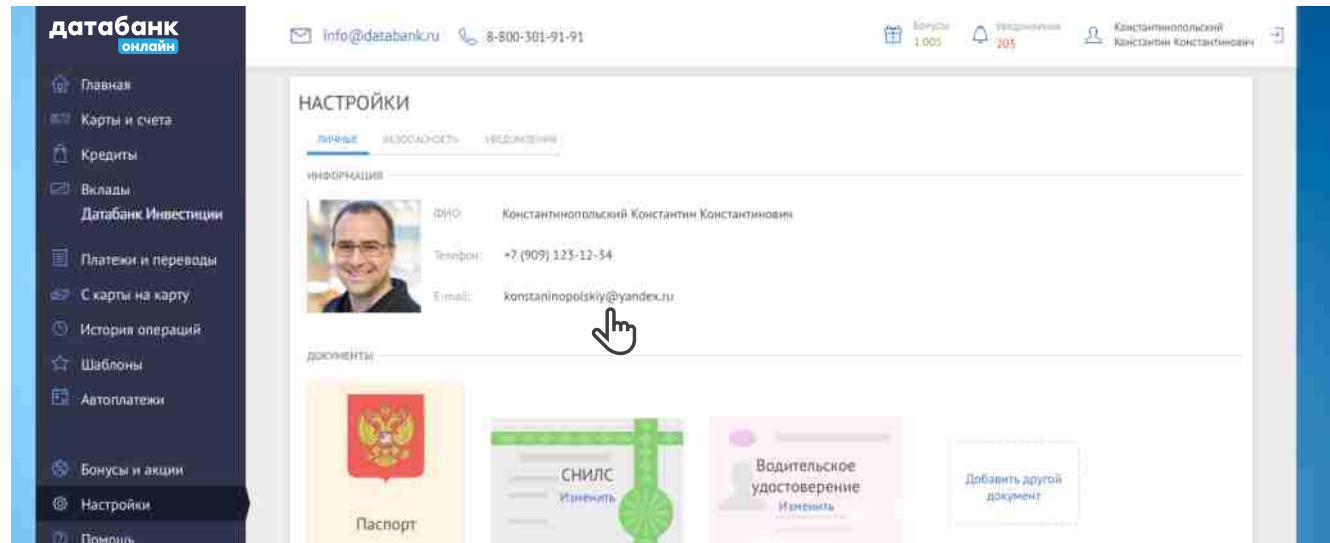 датабанк
онлайн
info@databank.ru
8-800-301-91-91
Бонусы
1 005
Уведомления
205
Константинопольский
Константин Константинович
Главная
Карты и счета
Кредиты
Вклады
Датабанк Инвестиции
Платежи и переводы
С карты на карту
История операций
Шаблоны
Автоплатежи
Бонусы и акции
Настройки
Помощь
НАСТРОЙКИ
ЛИЧНЫЕ БЕЗОПАСНОСТЬ УВЕДОМЛЕНИЯ
ИНФОРМАЦИЯ
ФИО: Константинопольский Константин Константинович
Телефон: +7 (909) 123-12-34
E-mail: konstaninopolskiy@yandex.ru
ДОКУМЕНТЫ
Паспорт
СНИЛС
Изменить
Водительское
удостоверение
Изменить
Добавить другой
документ